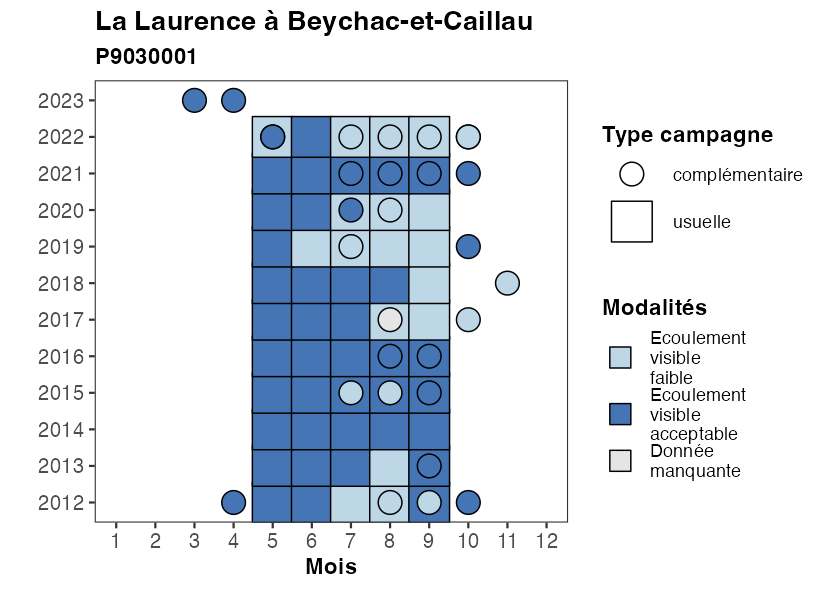 La Laurence à Beychac-et-Caillau
P9030001
2023
2022
2021
2020
2019
2018
2017
2016
2015
2014
2013
2012
1 2 3 4 5 6 7 8 9 10 11 12
Mois
Type campagne
complémentaire
usuelle
Modalités
Ecoulement
visible
faible
Ecoulement
visible
acceptable
Donnée
manquante